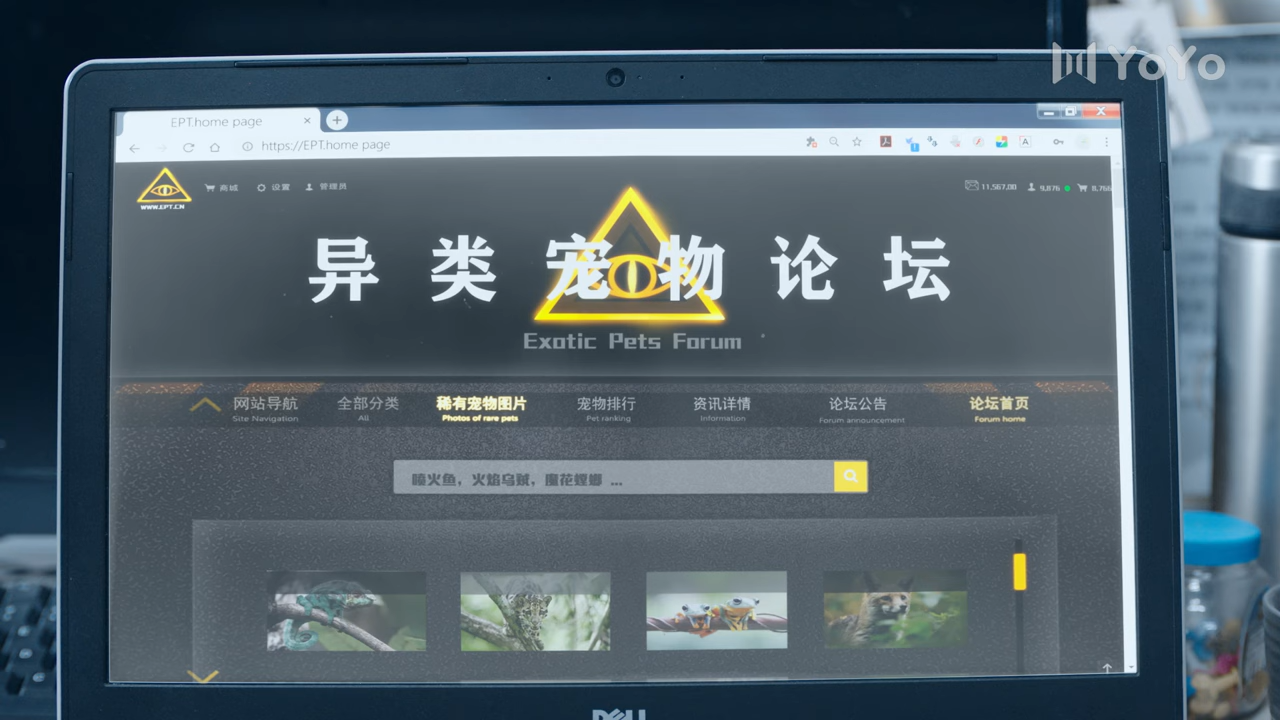 YOYO
EPT.home page
https://EPT.home page
WWW.EPT.CN
商城
设置
管理员
11,567.00
9,876
8,766
异类宠物论坛
Exotic Pets Forum
网站导航 全部分类 稀有宠物图片 宠物排行 资讯详情 论坛公告 论坛首页
Site Navigation All Photos of rare pets Pet ranking Information Forum announcement Forum home
喷火鱼，火焰乌贼，魔花螳螂 ...
DELL